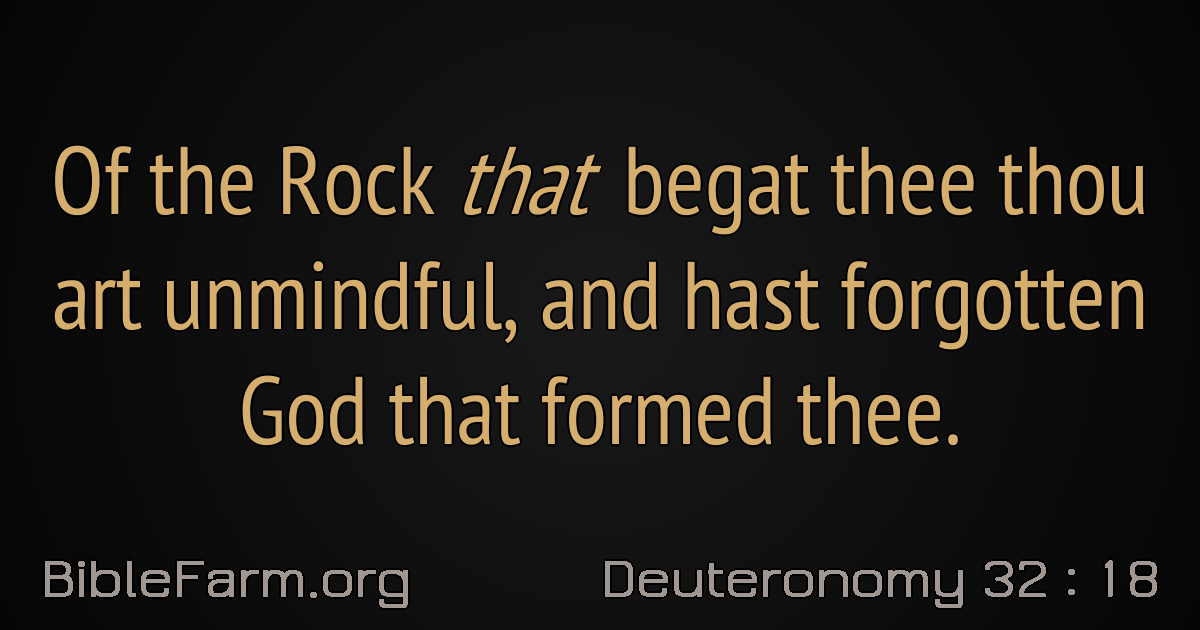 Of the Rock that begat thee thou
art unmindful, and hast forgotten
God that formed thee.
BibleFarm.org
Deuteronomy 32 : 18